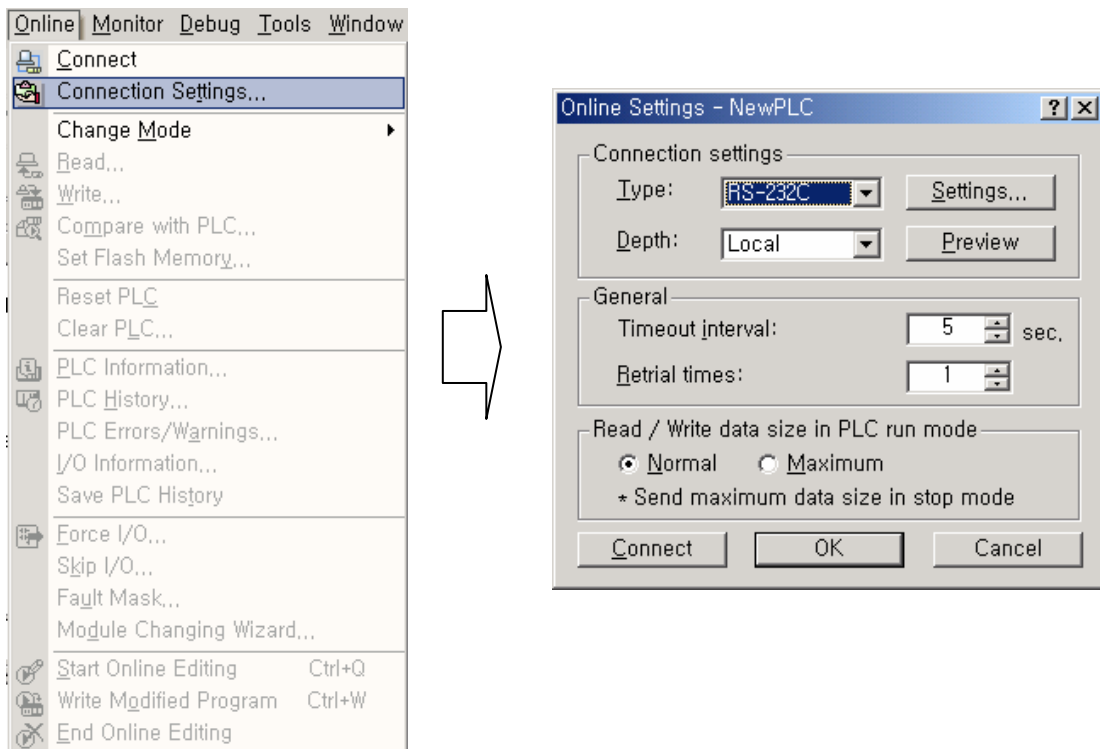 Online Monitor Debug Tools Window
Connect
Connection Settings...
Change Mode
Read...
Write...
Compare with PLC...
Set Flash Memory...
Reset PLC
Clear PLC...
PLC Information...
PLC History...
PLC Errors/Warnings...
I/O Information...
Save PLC History
Force I/O...
Skip I/O...
Fault Mask...
Module Changing Wizard...
Start Online Editing Ctrl+Q
Write Modified Program Ctrl+W
End Online Editing
Online Settings - NewPLC
Connection settings
Type: RS-232C Settings...
Depth: Local Preview
General
Timeout interval: 5 sec.
Retrial times: 1
Read / Write data size in PLC run mode
Normal Maximum
* Send maximum data size in stop mode
Connect OK Cancel